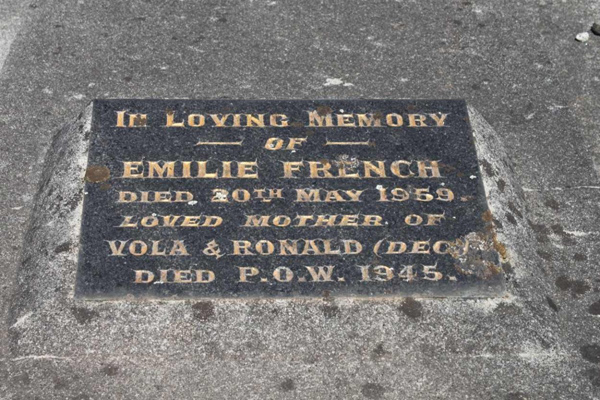 In Loving Memory
of
EMILIE FRENCH
DIED 20TH MAY 1959.
LOVED MOTHER OF
VOLA & RONALD (DEC
DIED P.O.W. 1945.